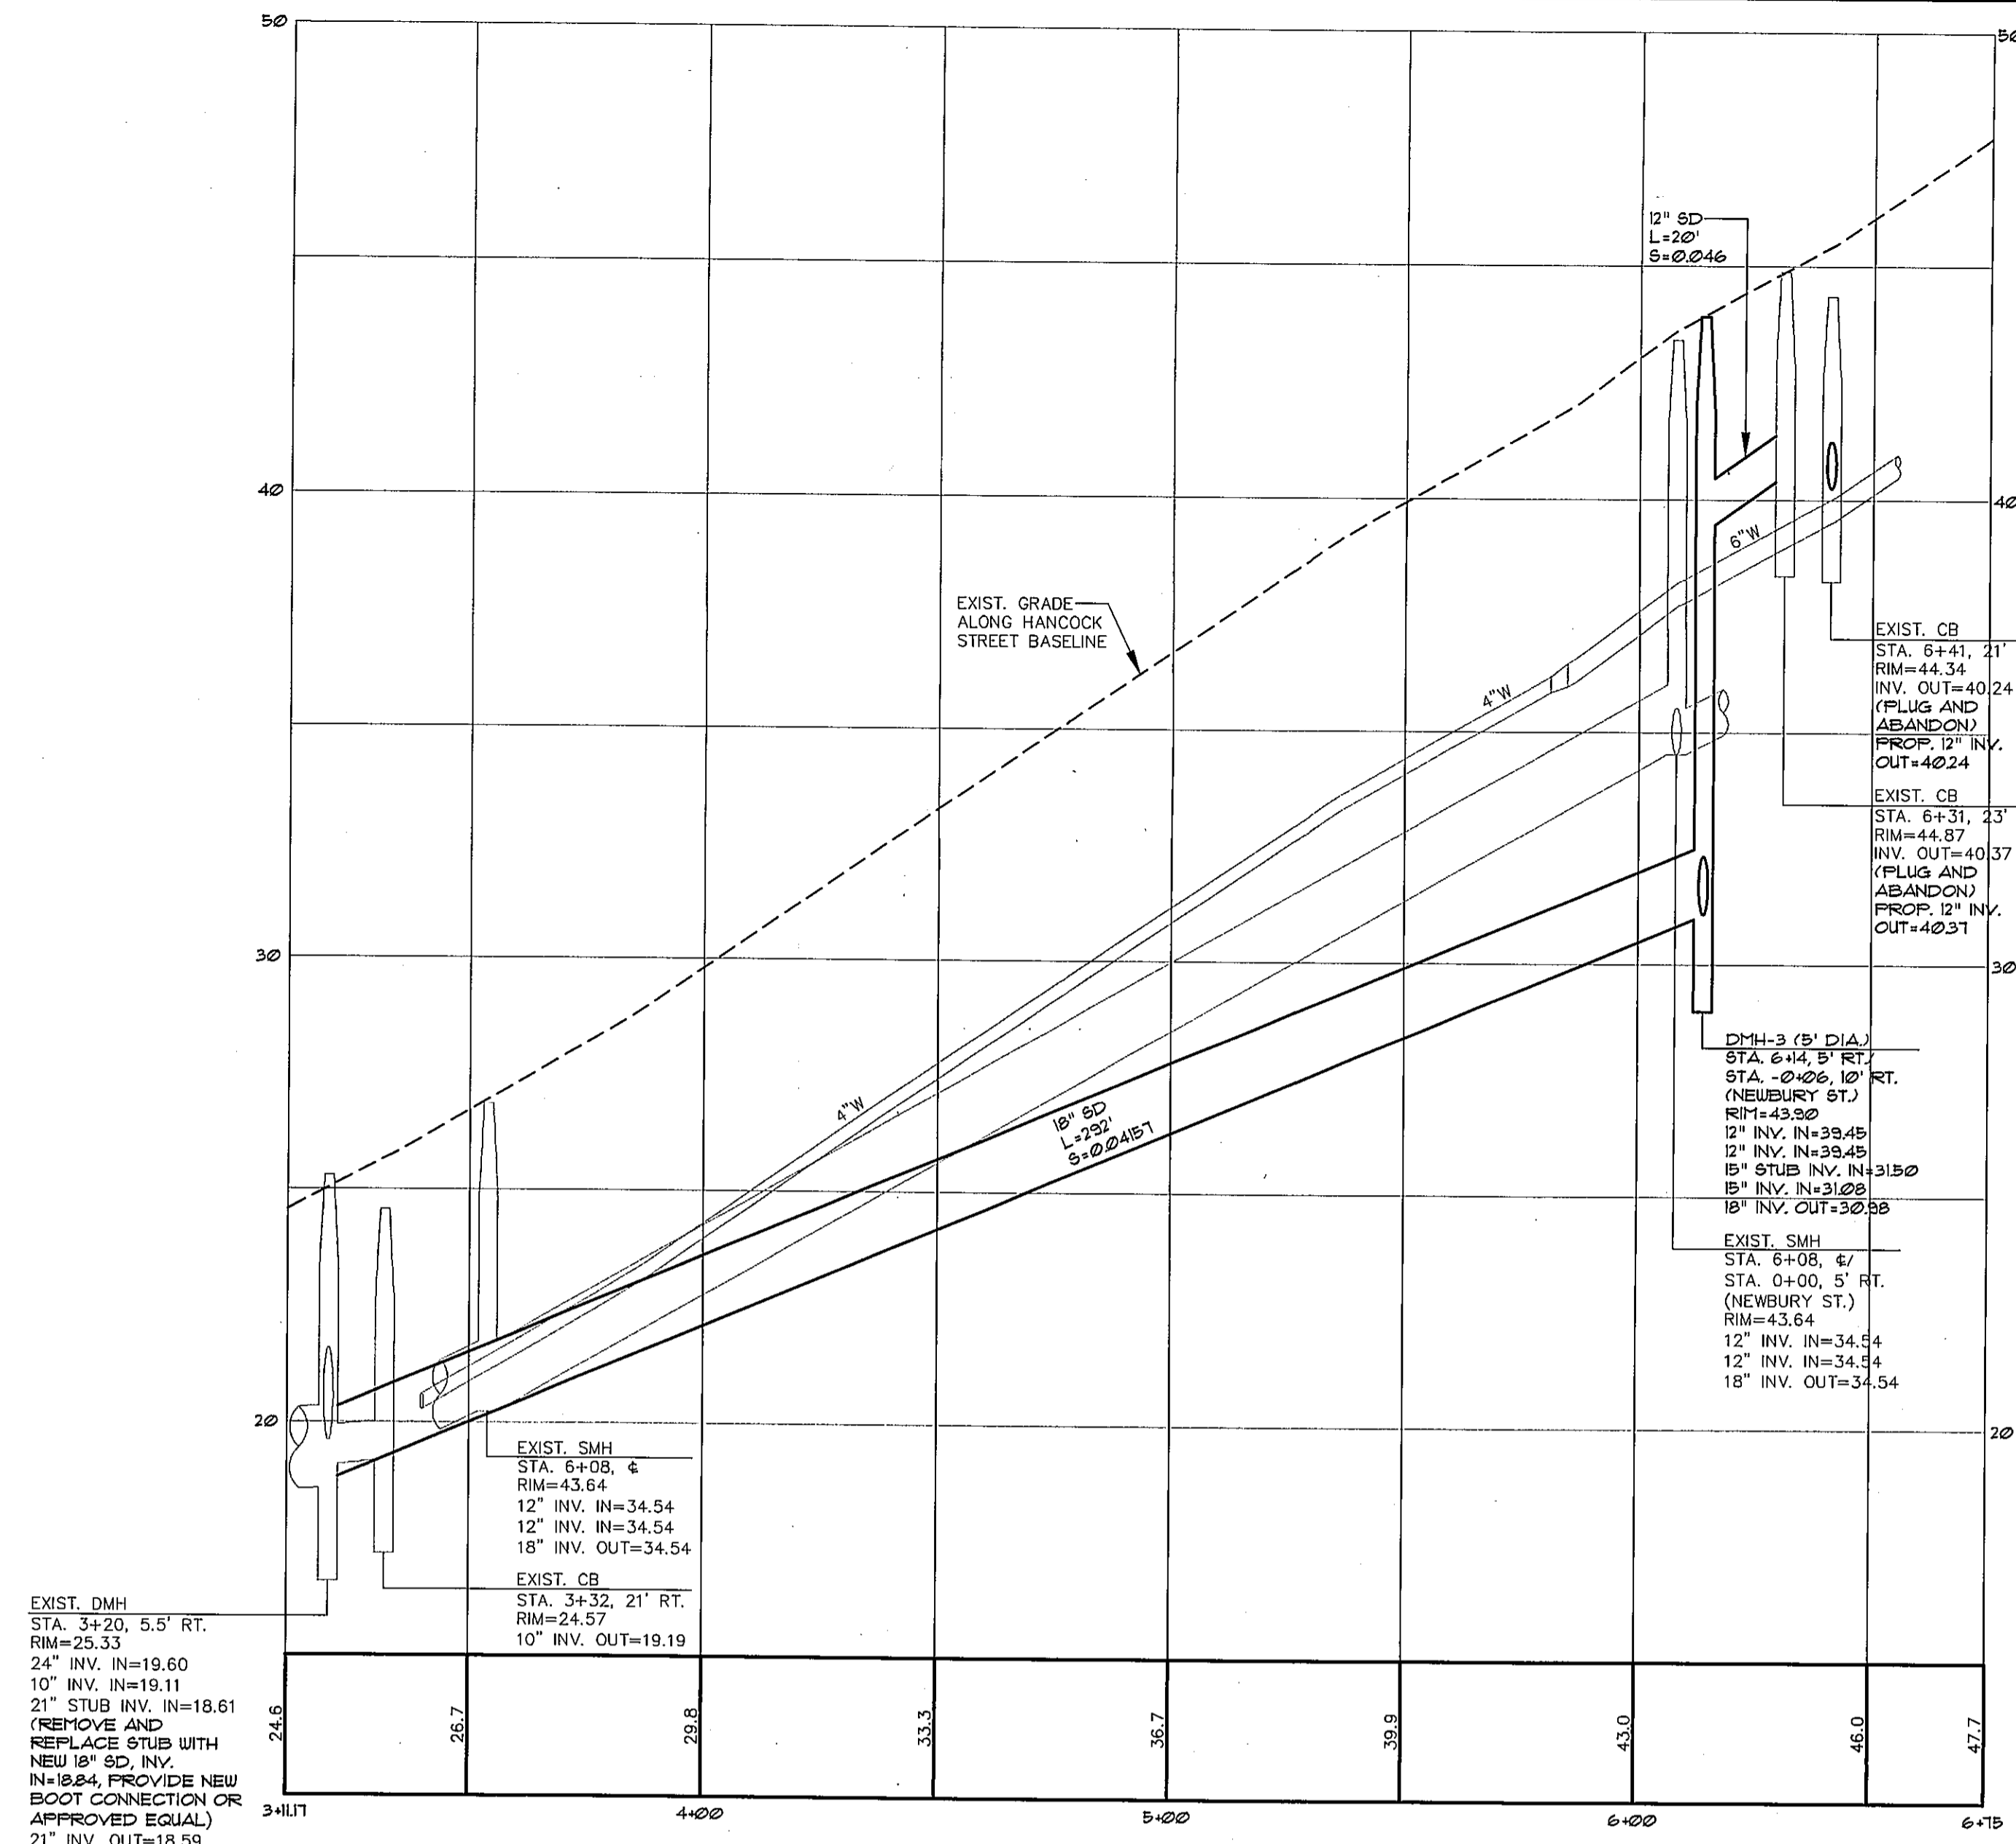 50
50
12" SD
L=20'
S=0.046
40
40
6"W
EXIST. GRADE
ALONG HANCOCK
STREET BASELINE
4"W
EXIST. CB
STA. 6+41, 21'
RIM=44.34
INV. OUT=40.24
(PLUG AND
ABANDON)
PROP. 12" INV.
OUT=40.24
EXIST. CB
STA. 6+31, 23'
RIM=44.87
INV. OUT=40.37
(PLUG AND
ABANDON)
PROP. 12" INV.
OUT=40.37
30
30
DMH-3 (5' DIA.)
STA. 6+14, 5' RT./
STA. -0+06, 10' RT.
(NEWBURY ST.)
RIM=43.90
12" INV. IN=39.45
12" INV. IN=39.45
15" STUB INV. IN=31.50
15" INV. IN=31.08
18" INV. OUT=30.98
4"W
18" SD
L=292'
S=0.04157
EXIST. SMH
STA. 6+08, ℄/
STA. 0+00, 5' RT.
(NEWBURY ST.)
RIM=43.64
12" INV. IN=34.54
12" INV. IN=34.54
18" INV. OUT=34.54
20
20
EXIST. SMH
STA. 6+08, ℄
RIM=43.64
12" INV. IN=34.54
12" INV. IN=34.54
18" INV. OUT=34.54
EXIST. CB
STA. 3+32, 21' RT.
RIM=24.57
10" INV. OUT=19.19
EXIST. DMH
STA. 3+20, 5.5' RT.
RIM=25.33
24" INV. IN=19.60
10" INV. IN=19.11
21" STUB INV. IN=18.61
(REMOVE AND
REPLACE STUB WITH
NEW 18" SD, INV.
IN=18.84, PROVIDE NEW
BOOT CONNECTION OR
APPROVED EQUAL)
21" INV. OUT=18.59
24.6
26.7
29.8
33.3
36.7
39.9
43.0
46.0
47.7
3+11.17
4+00
5+00
6+00
6+75